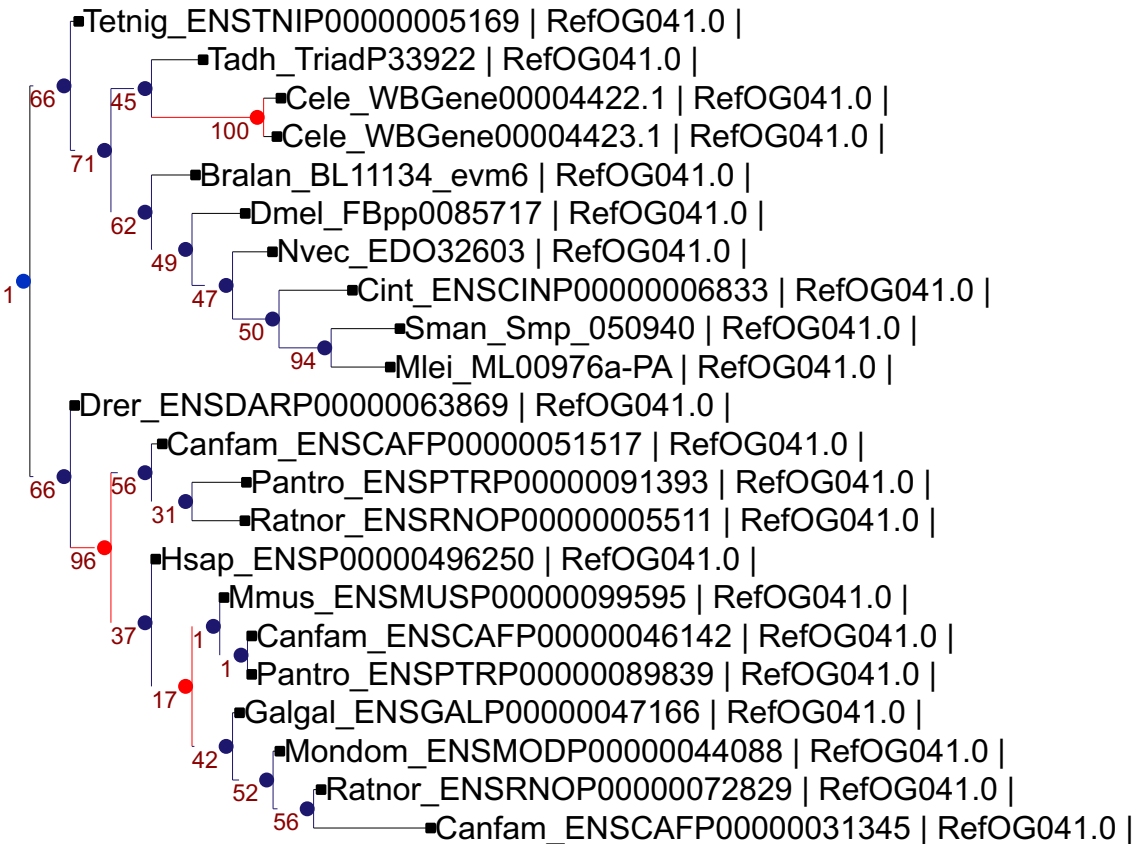 Tetnig_ENSTNIP00000005169 | RefOG041.0 |
Tadh_TriadP33922 | RefOG041.0 |
66
45
Cele_WBGene00004422.1 | RefOG041.0 |
100
Cele_WBGene00004423.1 | RefOG041.0 |
71
Bralan_BL11134_evm6 | RefOG041.0 |
62
Dmel_FBpp0085717 | RefOG041.0 |
49
Nvec_EDO32603 | RefOG041.0 |
1
47
Cint_ENSCINP00000006833 | RefOG041.0 |
50
Sman_Smp_050940 | RefOG041.0 |
94
Mlei_ML00976a-PA | RefOG041.0 |
Drer_ENSDARP00000063869 | RefOG041.0 |
Canfam_ENSCAFP00000051517 | RefOG041.0 |
66
56
Pantro_ENSPTRP00000091393 | RefOG041.0 |
31
Ratnor_ENSRNOP00000005511 | RefOG041.0 |
96
Hsap_ENSP00000496250 | RefOG041.0 |
Mmus_ENSMUSP00000099595 | RefOG041.0 |
37
1
Canfam_ENSCAFP00000046142 | RefOG041.0 |
1
Pantro_ENSPTRP00000089839 | RefOG041.0 |
17
Galgal_ENSGALP00000047166 | RefOG041.0 |
42
Mondom_ENSMODP00000044088 | RefOG041.0 |
52
Ratnor_ENSRNOP00000072829 | RefOG041.0 |
56
Canfam_ENSCAFP00000031345 | RefOG041.0 |